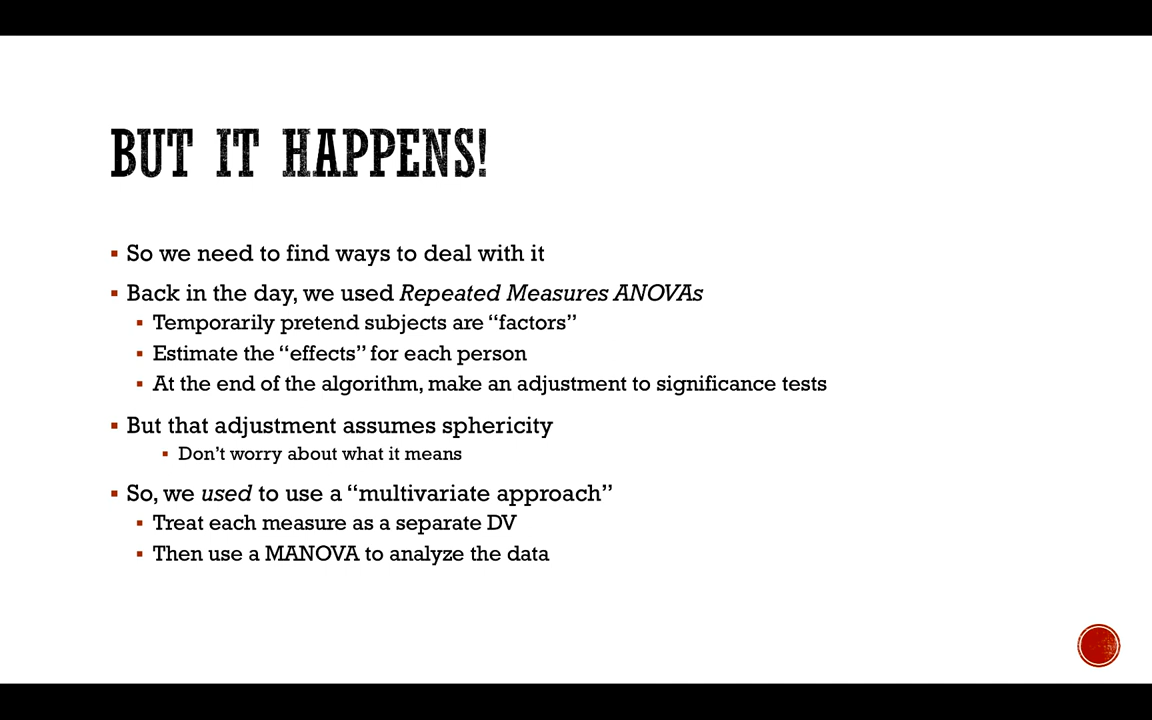 BUT IT HAPPENS!
▪ So we need to find ways to deal with it
▪ Back in the day, we used Repeated Measures ANOVAs
▪ Temporarily pretend subjects are “factors”
▪ Estimate the “effects” for each person
▪ At the end of the algorithm, make an adjustment to significance tests
▪ But that adjustment assumes sphericity
▪ Don’t worry about what it means
▪ So, we used to use a “multivariate approach”
▪ Treat each measure as a separate DV
▪ Then use a MANOVA to analyze the data